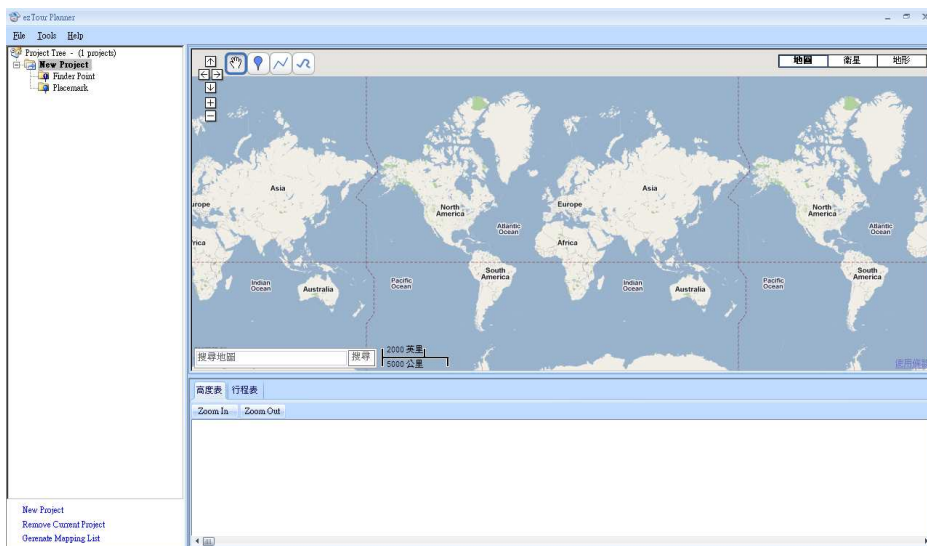 ezTour Planner
File Tools Help
Project Tree - (1 projects)
New Project
Finder Point
Placemark
New Project
Remove Current Project
Gerenate Mapping List
地圖 衛星 地形
Asia
North America
Atlantic Ocean
urope
rica
Indian Ocean
Australia
Pacific Ocean
South America
Asia
Europe
Africa
North America
Atlantic Ocean
Indian Ocean
Australia
Pacific Ocean
South America
搜尋地圖 搜尋
2000 英里
5000 公里
高度表 行程表
Zoom In Zoom Out